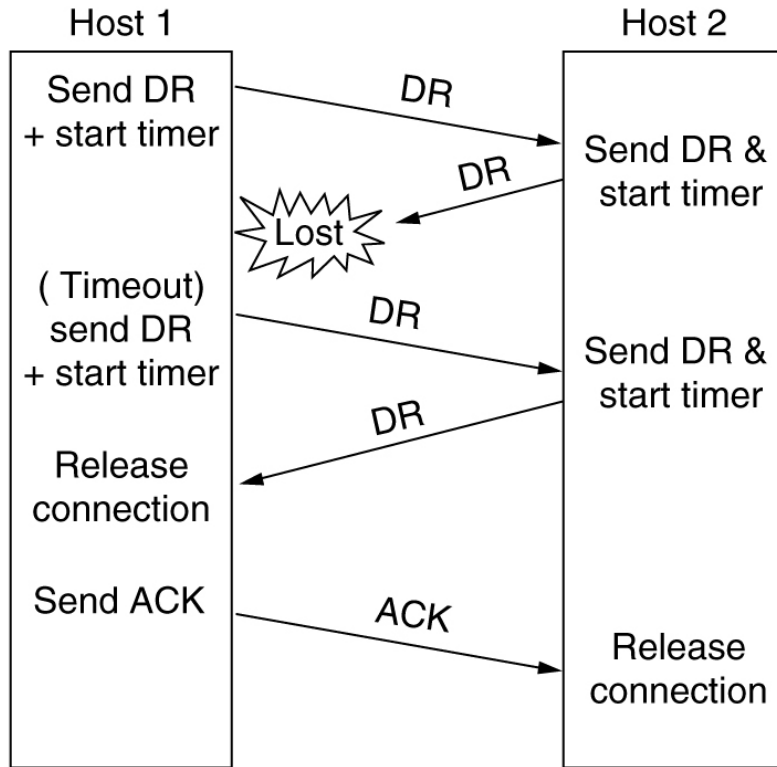 Host 1
Host 2
Send DR
+ start timer
DR
Send DR &
start timer
DR
Lost
( Timeout)
send DR
+ start timer
DR
Send DR &
start timer
DR
Release
connection
Send ACK
ACK
Release
connection